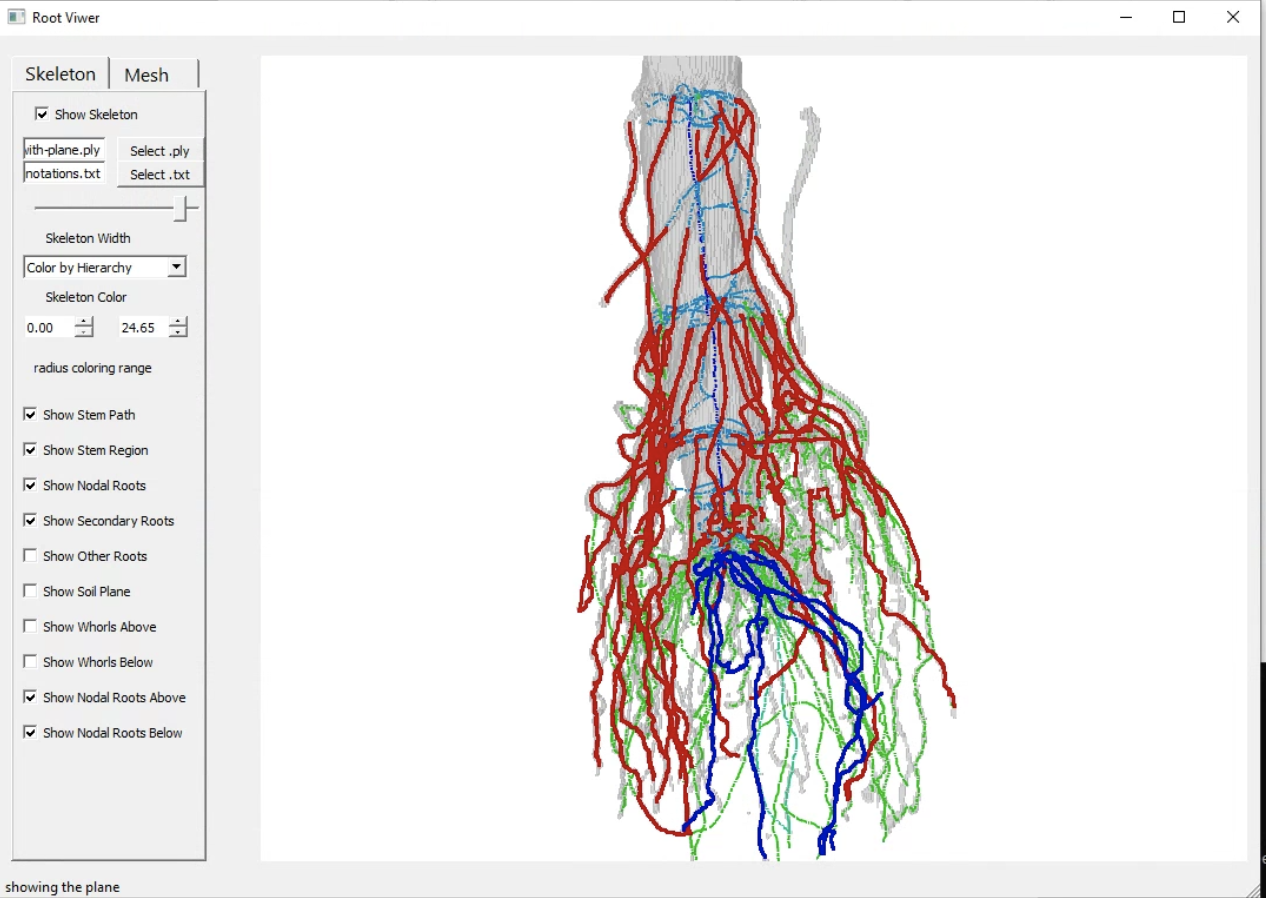 Root Viwer
Skeleton
Mesh
Show Skeleton
with-plane.ply
Select .ply
notations.txt
Select .txt
Skeleton Width
Color by Hierarchy
Skeleton Color
0.00
24.65
radius coloring range
Show Stem Path
Show Stem Region
Show Nodal Roots
Show Secondary Roots
Show Other Roots
Show Soil Plane
Show Whorls Above
Show Whorls Below
Show Nodal Roots Above
Show Nodal Roots Below
showing the plane